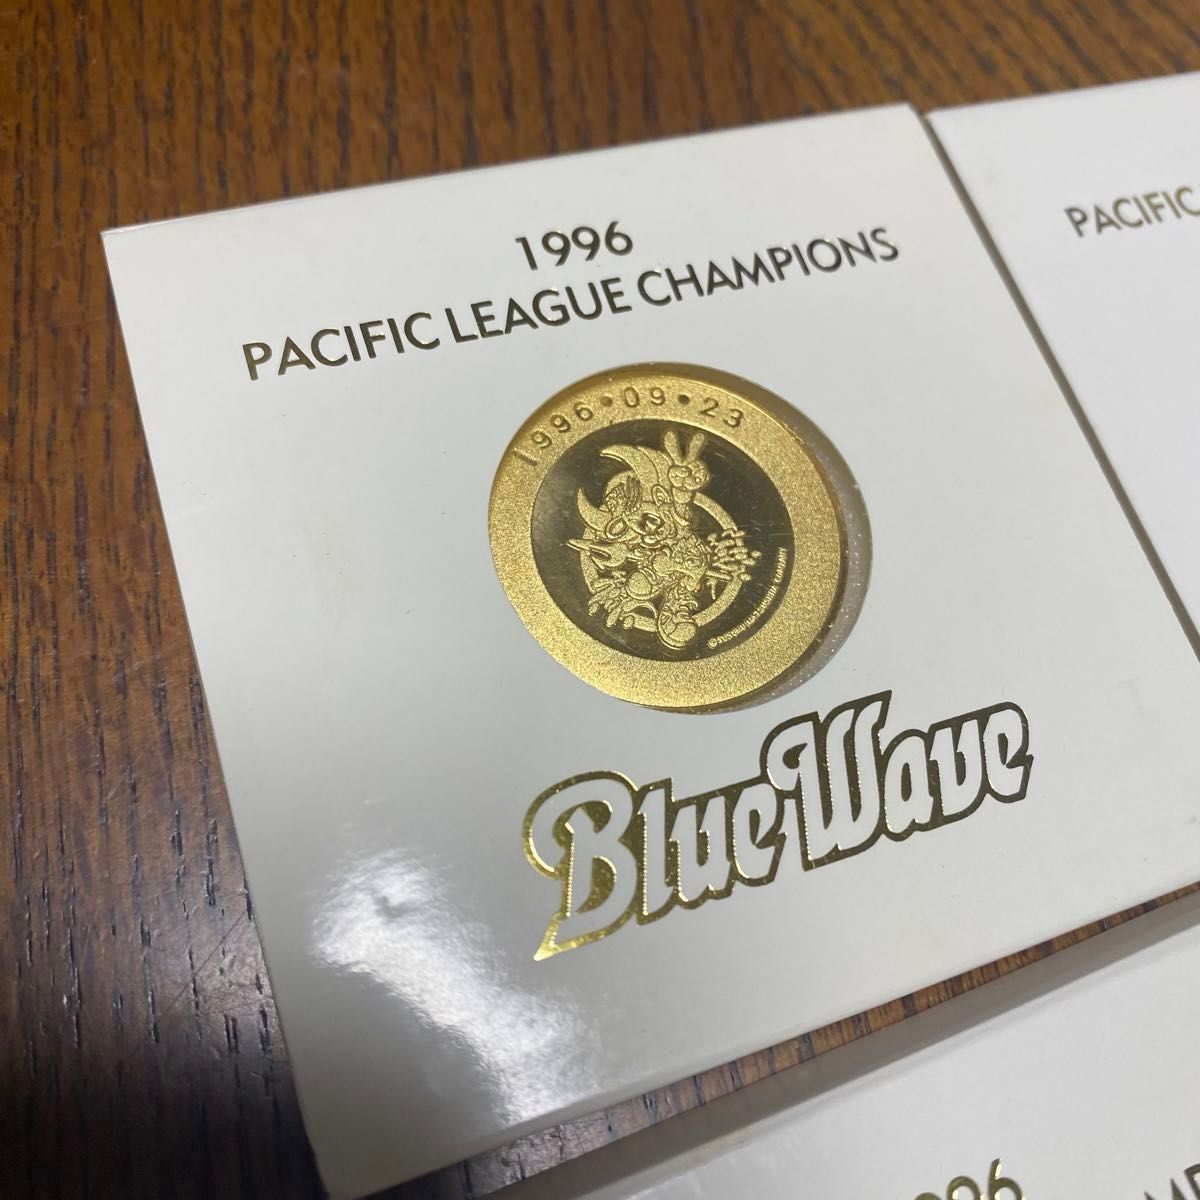 1996
PACIFIC LEAGUE CHAMPIONS
1996•09•23
BlueWave
PACIFIC